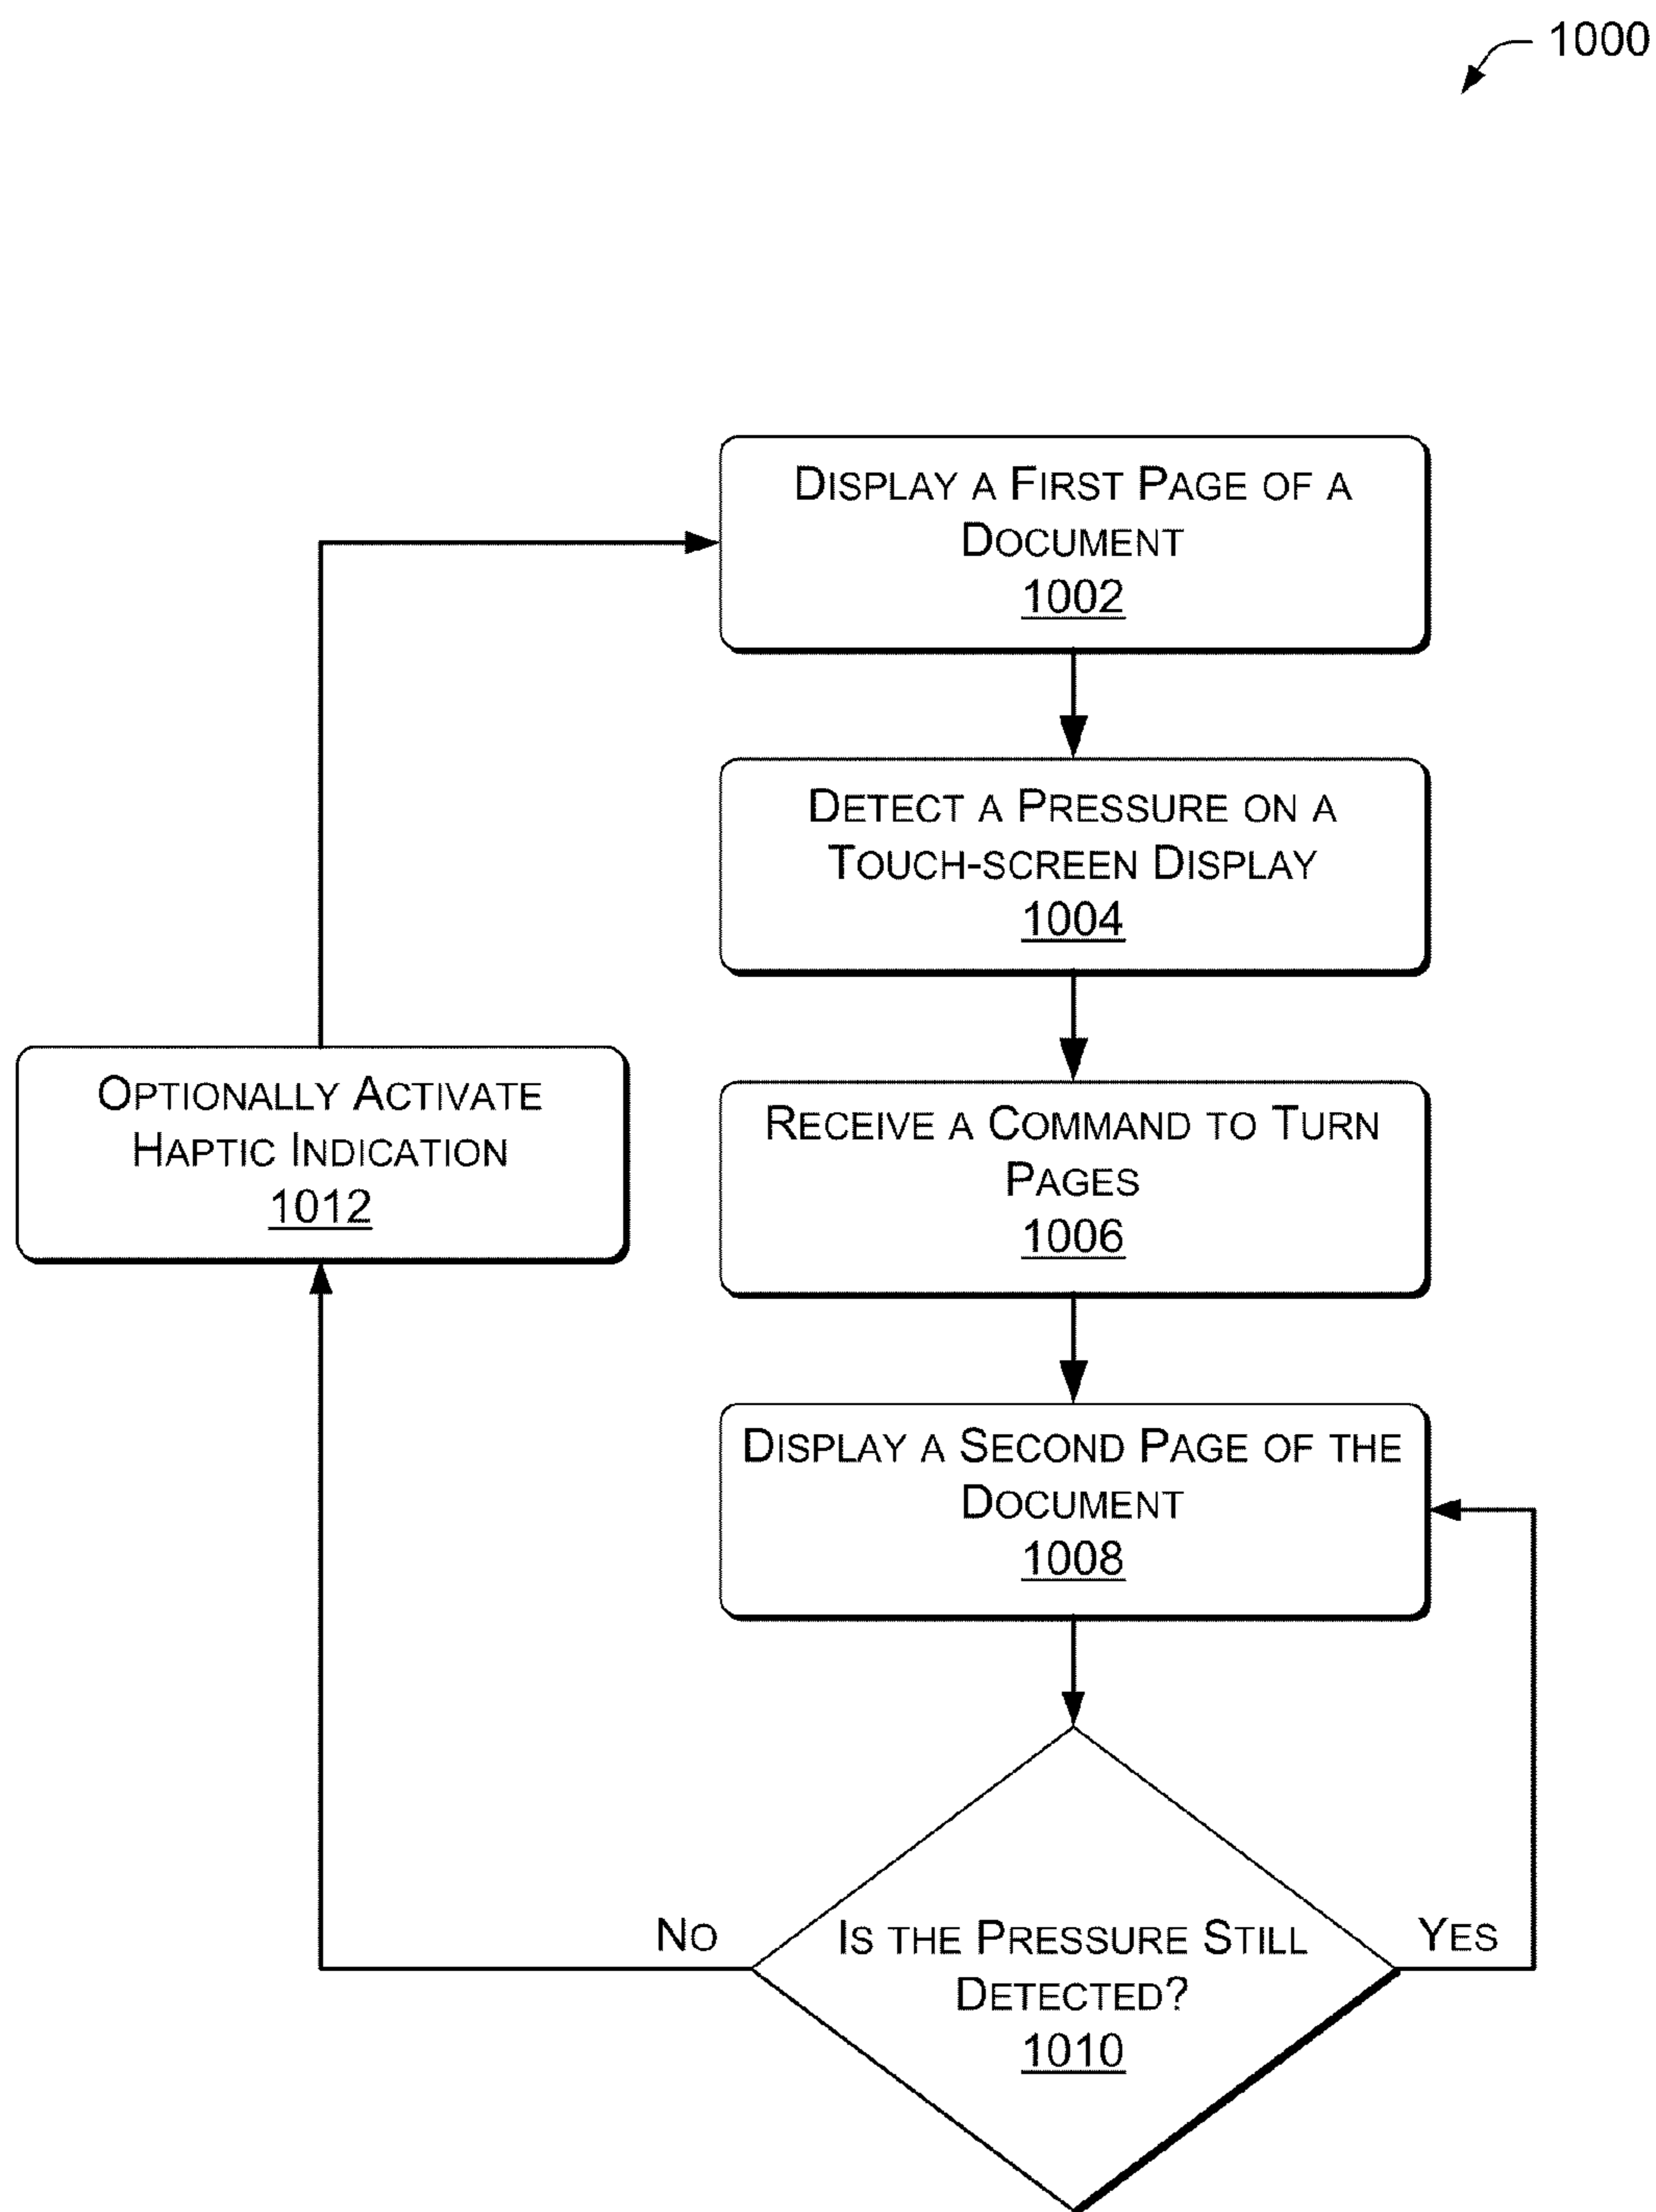 1000
DISPLAY A FIRST PAGE OF A
DOCUMENT
1002
DETECT A PRESSURE ON A
TOUCH-SCREEN DISPLAY
1004
OPTIONALLY ACTIVATE
HAPTIC INDICATION
1012
RECEIVE A COMMAND TO TURN
PAGES
1006
DISPLAY A SECOND PAGE OF THE
DOCUMENT
1008
NO
IS THE PRESSURE STILL
DETECTED?
1010
YES